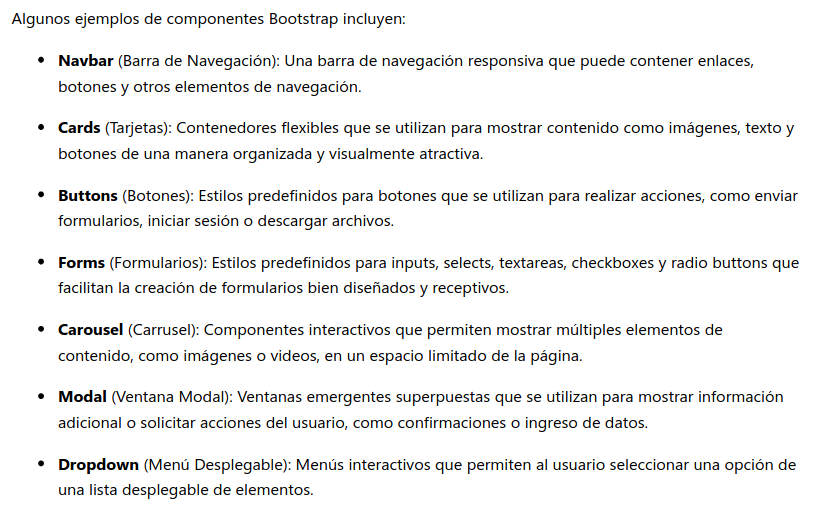 Algunos ejemplos de componentes Bootstrap incluyen:
• Navbar (Barra de Navegación): Una barra de navegación responsiva que puede contener enlaces,
botones y otros elementos de navegación.
• Cards (Tarjetas): Contenedores flexibles que se utilizan para mostrar contenido como imágenes, texto y
botones de una manera organizada y visualmente atractiva.
• Buttons (Botones): Estilos predefinidos para botones que se utilizan para realizar acciones, como enviar
formularios, iniciar sesión o descargar archivos.
• Forms (Formularios): Estilos predefinidos para inputs, selects, textareas, checkboxes y radio buttons que
facilitan la creación de formularios bien diseñados y receptivos.
• Carousel (Carrusel): Componentes interactivos que permiten mostrar múltiples elementos de
contenido, como imágenes o videos, en un espacio limitado de la página.
• Modal (Ventana Modal): Ventanas emergentes superpuestas que se utilizan para mostrar información
adicional o solicitar acciones del usuario, como confirmaciones o ingreso de datos.
• Dropdown (Menú Desplegable): Menús interactivos que permiten al usuario seleccionar una opción de
una lista desplegable de elementos.